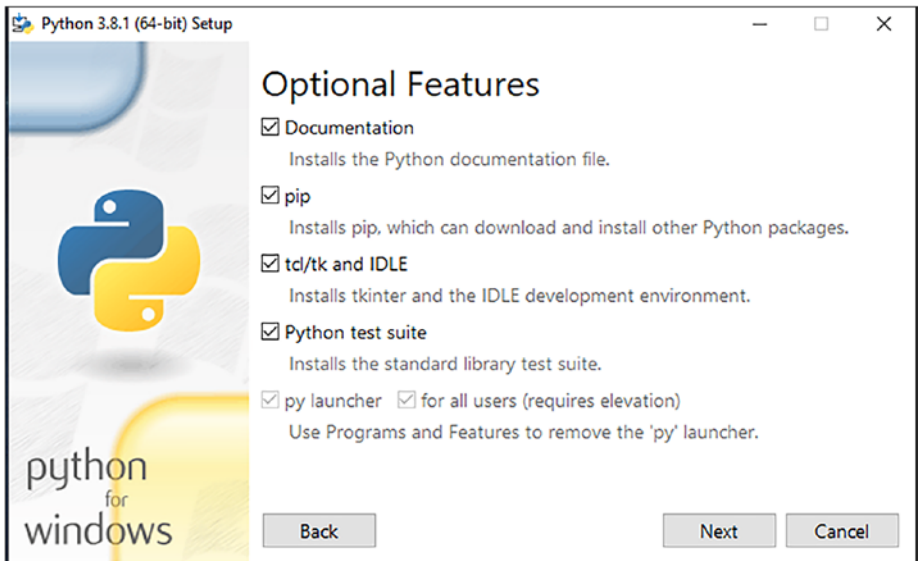 Python 3.8.1 (64-bit) Setup
Optional Features
Documentation
Installs the Python documentation file.
pip
Installs pip, which can download and install other Python packages.
tcl/tk and IDLE
Installs tkinter and the IDLE development environment.
Python test suite
Installs the standard library test suite.
py launcher for all users (requires elevation)
Use Programs and Features to remove the 'py' launcher.
python
for
windows
Back Next Cancel